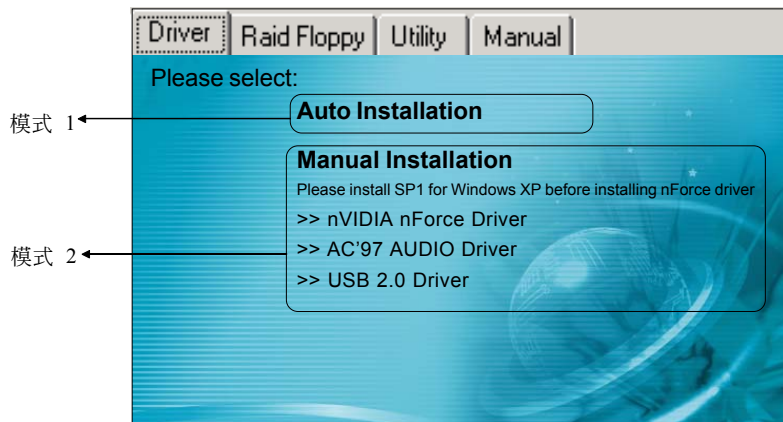 Driver Raid Floppy Utility Manual
Please select:
模式 1
Auto Installation
Manual Installation
Please install SP1 for Windows XP before installing nForce driver
>> nVIDIA nForce Driver
模式 2
>> AC'97 AUDIO Driver
>> USB 2.0 Driver